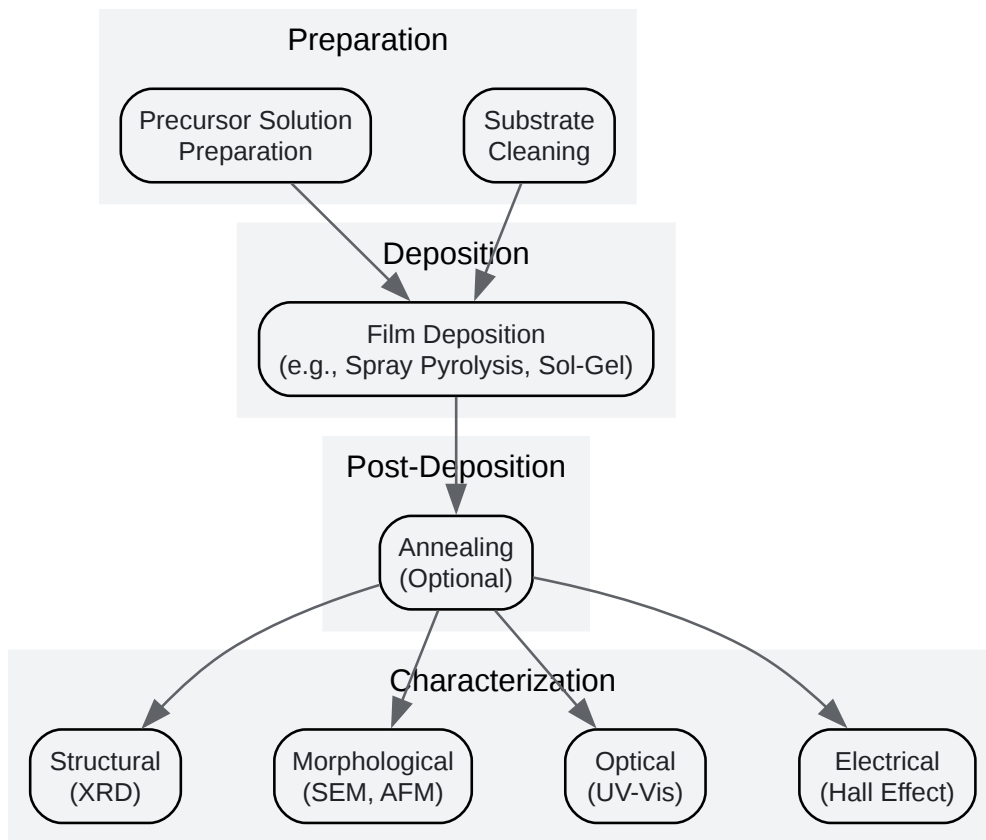 Preparation
Precursor Solution
Preparation
Substrate
Cleaning
Deposition
Film Deposition
(e.g., Spray Pyrolysis, Sol-Gel)
Post-Deposition
Annealing
(Optional)
Characterization
Structural
(XRD)
Morphological
(SEM, AFM)
Optical
(UV-Vis)
Electrical
(Hall Effect)